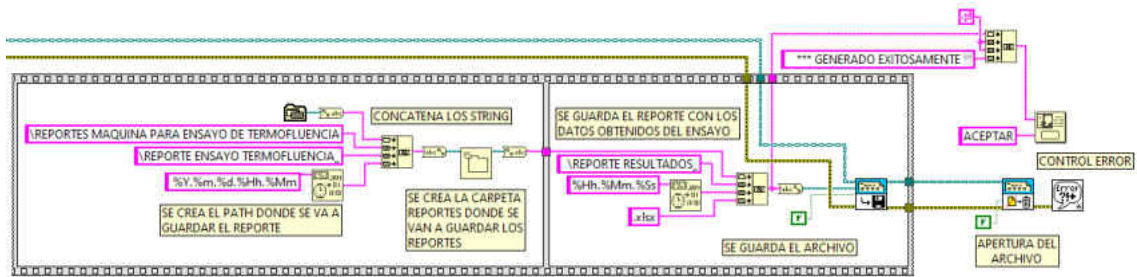 *** GENERADO EXITOSAMENTE ***
CONCATENA LOS STRING
\REPORTES MAQUINA PARA ENSAYO DE TERMOFLUENCIA
\REPORTE ENSAYO TERMOFLUENCIA_
%Y.%m.%d.%Hh.%Mm
SE CREA EL PATH DONDE SE VA A
GUARDAR EL REPORTE
SE CREA LA CARPETA
REPORTES DONDE SE
VAN A GUARDAR LOS
REPORTES
SE GUARDA EL REPORTE CON LOS
DATOS OBTENIDOS DEL ENSAYO
\REPORTE RESULTADOS_
%Hh.%Mm.%Ss
.xlsx
F
SE GUARDA EL ARCHIVO
ACEPTAR
CONTROL ERROR
Error
?!+
F
APERTURA DEL
ARCHIVO